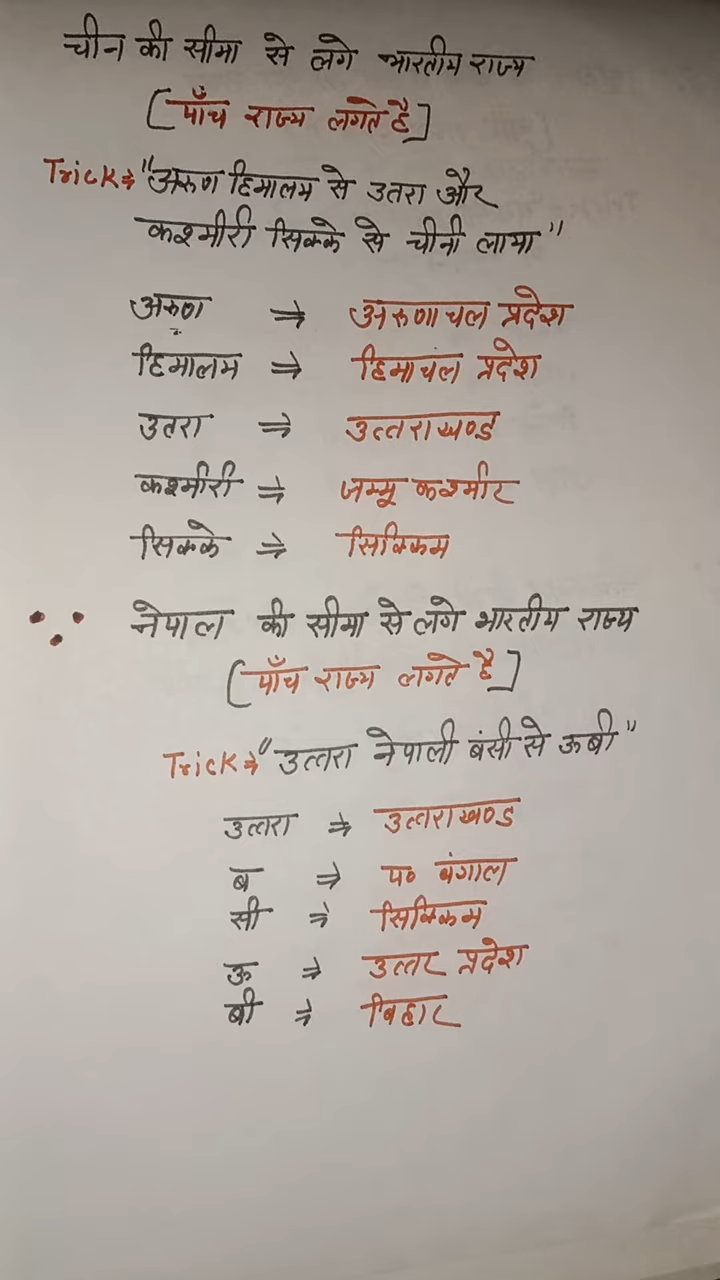 चीन की सीमा से लगे भारतीय राज्य
[पाँच राज्य लगते है]
Trick⇒ "अरुण हिमालय से उतरा और
कश्मीरी सिक्के से चीनी लाया"
अरुण ⇒ अरुणाचल प्रदेश
हिमालय ⇒ हिमाचल प्रदेश
उतरा ⇒ उत्तराखण्ड
कश्मीरी ⇒ जम्मू कश्मीर
सिक्के ⇒ सिक्किम
नेपाल की सीमा से लगे भारतीय राज्य
[पाँच राज्य लगते है]
Trick⇒ "उत्तरा नेपाली बंसी से ऊबी"
उत्तरा ⇒ उत्तराखण्ड
ब ⇒ प० बंगाल
सी ⇒ सिक्किम
ऊ ⇒ उत्तर प्रदेश
बी ⇒ बिहार